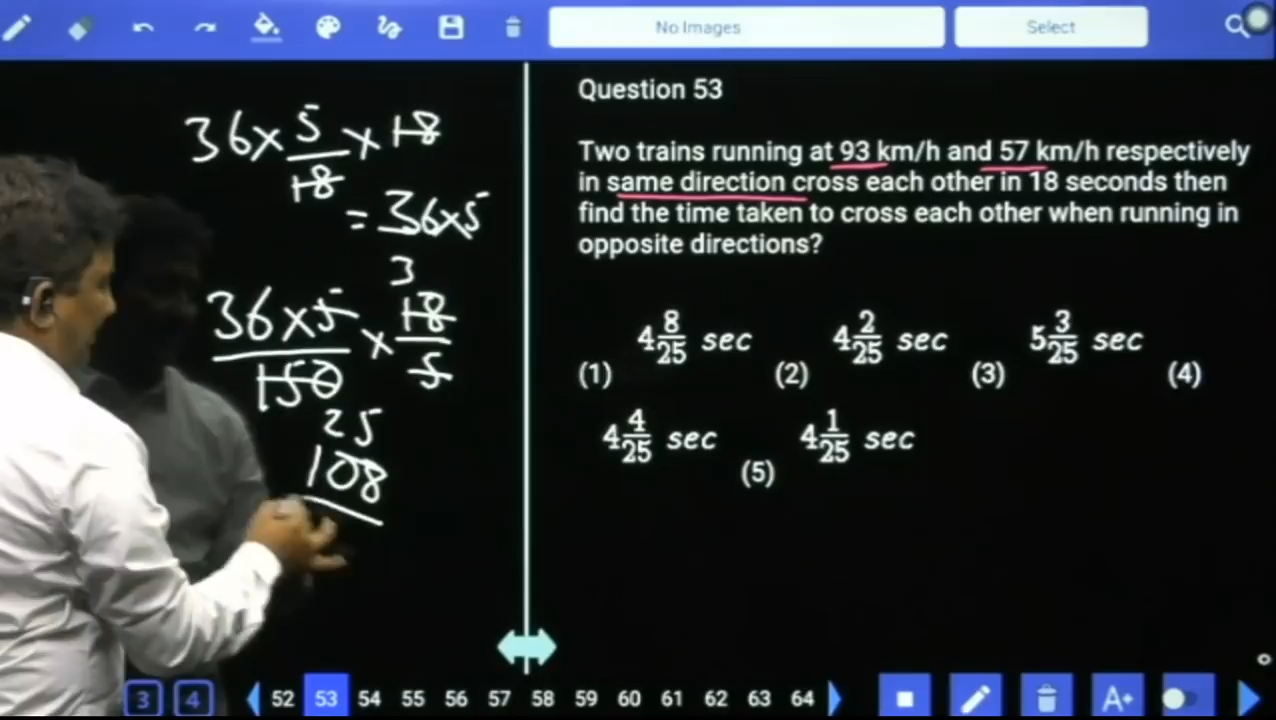 No Images
Select
36 × 5/18 × 18
= 36×5
3
36 × 5/150 × 18/5
25
108
Question 53
Two trains running at 93 km/h and 57 km/h respectively
in same direction cross each other in 18 seconds then
find the time taken to cross each other when running in
opposite directions?
(1) 4 8/25 sec (2) 4 2/25 sec (3) 5 3/25 sec (4)
4 4/25 sec (5) 4 1/25 sec
3 4 52 53 54 55 56 57 58 59 60 61 62 63 64 A+